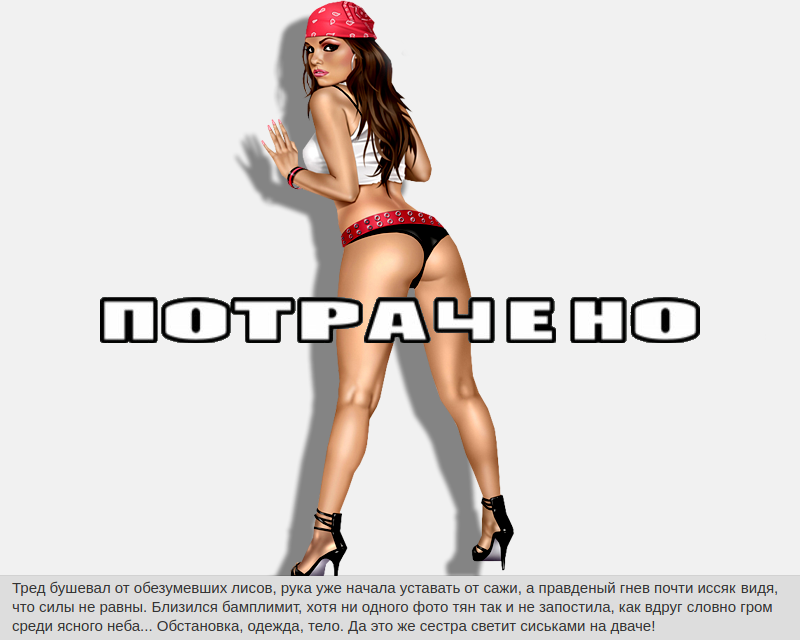 ПОТРАЧЕНО
Тред бушевал от обезумевших лисов, рука уже начала уставать от сажи, а правденый гнев почти иссяк видя,
что силы не равны. Близился бамплимит, хотя ни одного фото тян так и не запостила, как вдруг словно гром
среди ясного неба... Обстановка, одежда, тело. Да это же сестра светит сиськами на дваче!